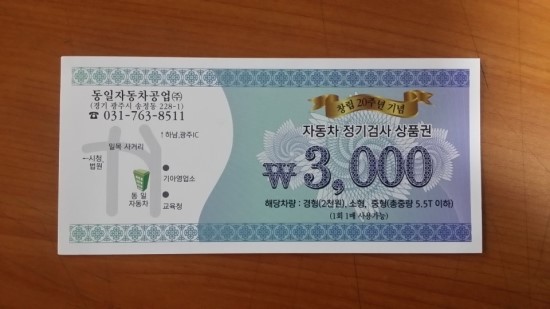 동일자동차공업㈜
(경기 광주시 송정동 228-1)
☎ 031-763-8511
↑하남,광주IC
일목 사거리
←시청,
법원
기아영업소
동 일
자동차
교육청
창립 20주년 기념
자동차 정기검사 상품권
₩3,000
해당차량 : 경형(2천원), 소형, 중형(총중량 5.5T 이하)
(1회 1매 사용가능)